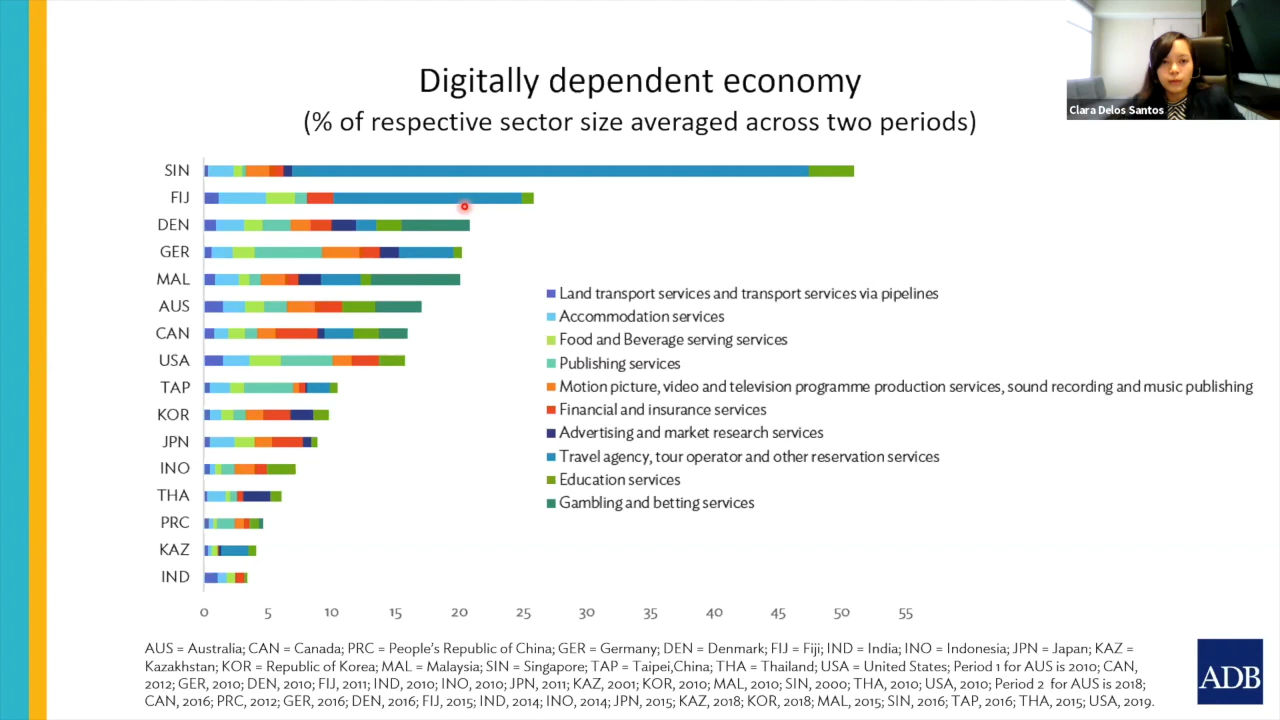 Digitally dependent economy
(% of respective sector size averaged across two periods)
Clara Delos Santos
SIN
FIJ
DEN
GER
MAL
AUS
CAN
USA
TAP
KOR
JPN
INO
THA
PRC
KAZ
IND
0 5 10 15 20 25 30 35 40 45 50 55
Land transport services and transport services via pipelines
Accommodation services
Food and Beverage serving services
Publishing services
Motion picture, video and television programme production services, sound recording and music publishing
Financial and insurance services
Advertising and market research services
Travel agency, tour operator and other reservation services
Education services
Gambling and betting services
AUS = Australia; CAN = Canada; PRC = People's Republic of China; GER = Germany; DEN = Denmark; FIJ = Fiji; IND = India; INO = Indonesia; JPN = Japan; KAZ =
Kazakhstan; KOR = Republic of Korea; MAL = Malaysia; SIN = Singapore; TAP = Taipei,China; THA = Thailand; USA = United States; Period 1 for AUS is 2010; CAN,
2012; GER, 2010; DEN, 2010; FIJ, 2011; IND, 2010; INO, 2010; JPN, 2011; KAZ, 2001; KOR, 2010; MAL, 2010; SIN, 2000; THA, 2010; USA, 2010; Period 2 for AUS is 2018;
CAN, 2016; PRC, 2012; GER, 2016; DEN, 2016; FIJ, 2015; IND, 2014; INO, 2014; JPN, 2015; KAZ, 2018; KOR, 2018; MAL, 2015; SIN, 2016; TAP, 2016; THA, 2015; USA, 2019.
ADB